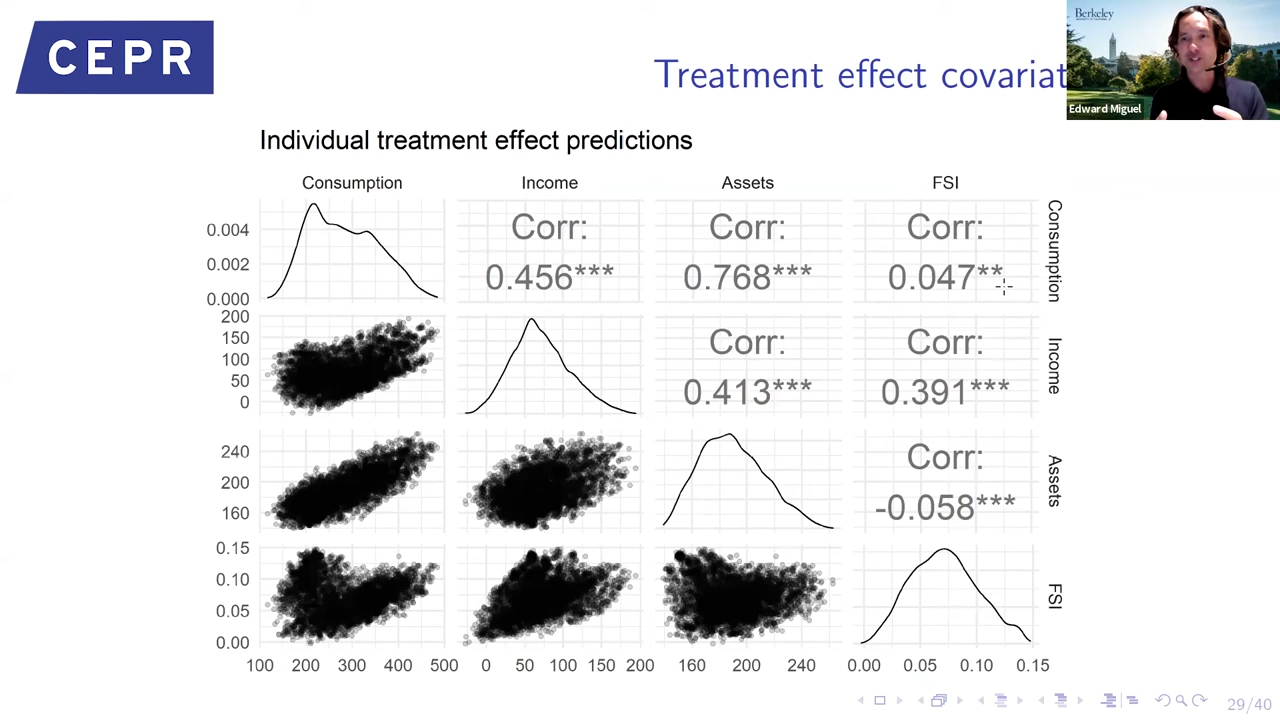 CEPR
Treatment effect covariat
Berkeley
Edward Miguel
Individual treatment effect predictions
Consumption Income Assets FSI
0.004
0.002
0.000
Corr:
0.456***
Corr:
0.768***
Corr:
0.047**
Consumption
200
150
100
50
0
Corr:
0.413***
Corr:
0.391***
Income
240
200
160
Corr:
-0.058***
Assets
0.15
0.10
0.05
0.00
FSI
100 200 300 400 500 0 50 100 150 200 160 200 240 0.00 0.05 0.10 0.15
29/40